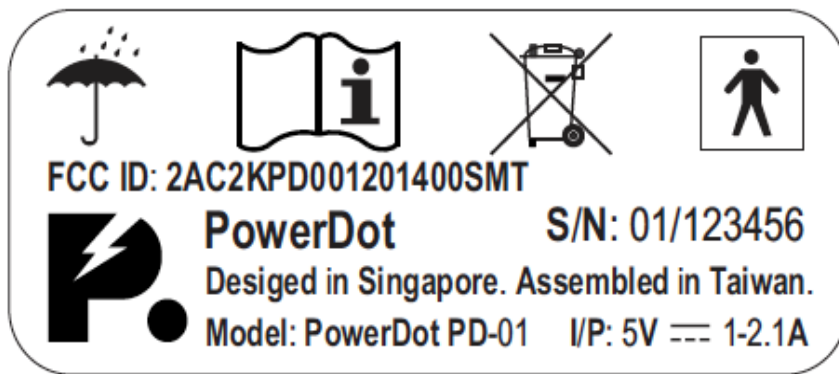 FCC ID: 2AC2KPD001201400SMT
PowerDot S/N: 01/123456
Desiged in Singapore. Assembled in Taiwan.
Model: PowerDot PD-01 I/P: 5V ⎓ 1-2.1A